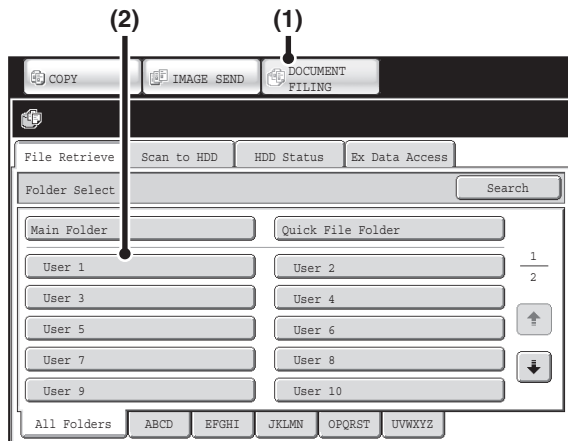 (2) (1)
COPY IMAGE SEND DOCUMENT
FILING
File Retrieve Scan to HDD HDD Status Ex Data Access
Folder Select Search
Main Folder Quick File Folder
User 1 User 2 1
2
User 3 User 4
User 5 User 6
User 7 User 8
User 9 User 10
All Folders ABCD EFGHI JKLMN OPQRST UVWXYZ